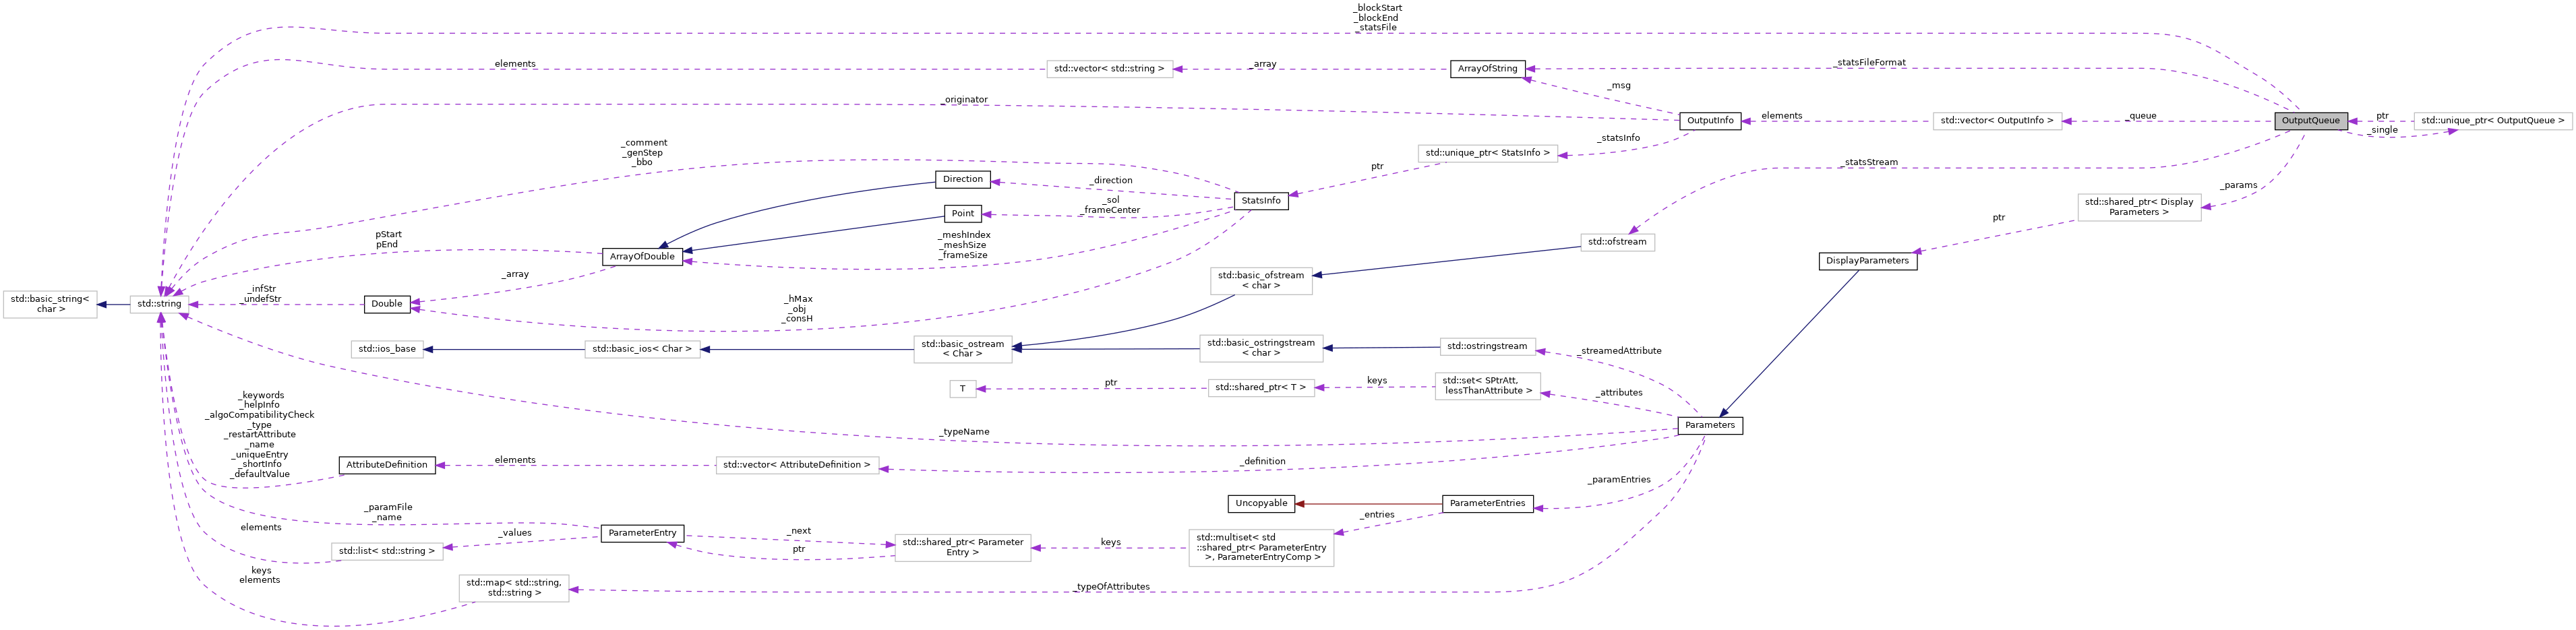 _blockStart
_blockEnd
_statsFile
elements
std::vector< std::string >
_array
ArrayOfString
_statsFileFormat
_msg
_originator
OutputInfo
elements
std::vector< OutputInfo >
_queue
OutputQueue
ptr
_single
std::unique_ptr< OutputQueue >
_statsInfo
std::unique_ptr< StatsInfo >
ptr
_statsStream
_comment
_genStep
_bbo
Direction
_direction
StatsInfo
_params
std::shared_ptr< Display
Parameters >
ptr
Point
_sol
_frameCenter
pStart
pEnd
ArrayOfDouble
_meshIndex
_meshSize
_frameSize
std::ofstream
DisplayParameters
_array
std::basic_ofstream
< char >
std::basic_string<
char >
std::string
_infStr
_undefStr
Double
_hMax
_obj
_consH
std::ios_base
std::basic_ios< Char >
std::basic_ostream
< Char >
std::basic_ostringstream
< char >
std::ostringstream
_streamedAttribute
T
ptr
std::shared_ptr< T >
keys
std::set< SPtrAtt,
lessThanAttribute >
_attributes
Parameters
_typeName
_keywords
_helpInfo
_algoCompatibilityCheck
_type
_restartAttribute
_name
_uniqueEntry
_shortInfo
_defaultValue
AttributeDefinition
elements
std::vector< AttributeDefinition >
_definition
_paramEntries
Uncopyable
ParameterEntries
_entries
_paramFile
_name
elements
std::list< std::string >
_values
ParameterEntry
_next
ptr
std::shared_ptr< Parameter
Entry >
keys
std::multiset< std
::shared_ptr< ParameterEntry
>, ParameterEntryComp >
keys
elements
std::map< std::string,
std::string >
_typeOfAttributes